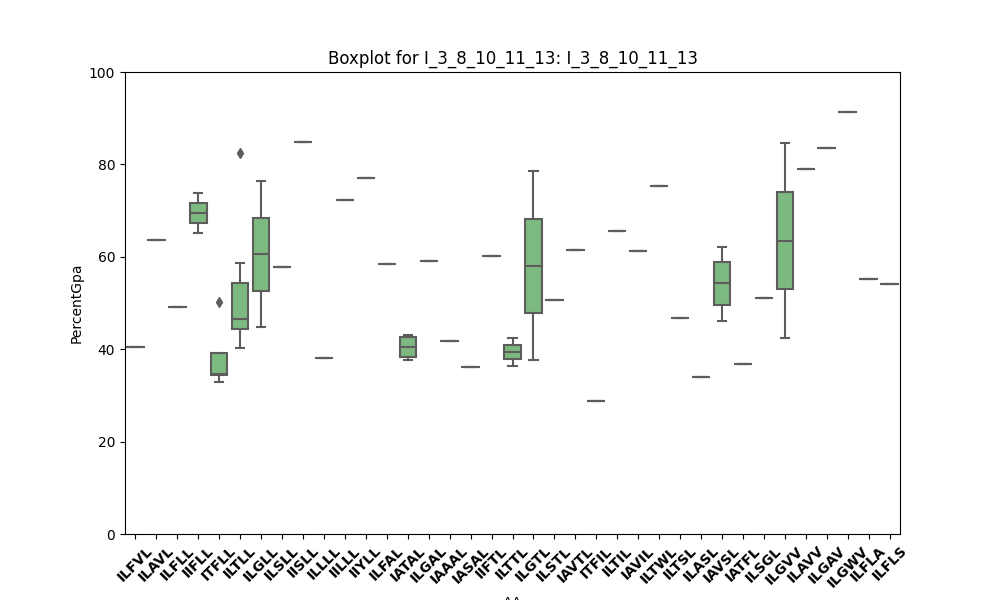 Boxplot for I_3_8_10_11_13: I_3_8_10_11_13
100
80
60
40
20
0
PercentGpa
ILFVL ILAVL ILFLL IIFLL ITFLL ILTLL ILGLL ILSLL IISLL ILLLL IILLL IIYLL ILFAL IATAL ILGAL IAAAL IASAL IIFTL ILTTL ILGTL ILSTL IAVTL ITFIL ILTIL IAVIL ILTWL ILTSL ILASL IAVSL IATFL ILSGL ILGVV ILAVV ILGAV ILGWV ILFLA ILFLS